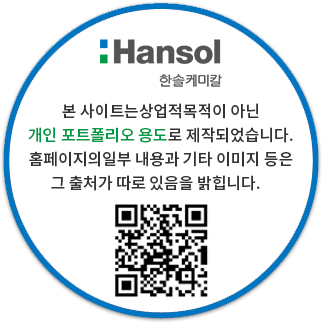 Hansol
한솔케미칼
본 사이트는상업적목적이 아닌
개인 포트폴리오 용도로 제작되었습니다.
홈페이지의일부 내용과 기타 이미지 등은
그 출처가 따로 있음을 밝힙니다.